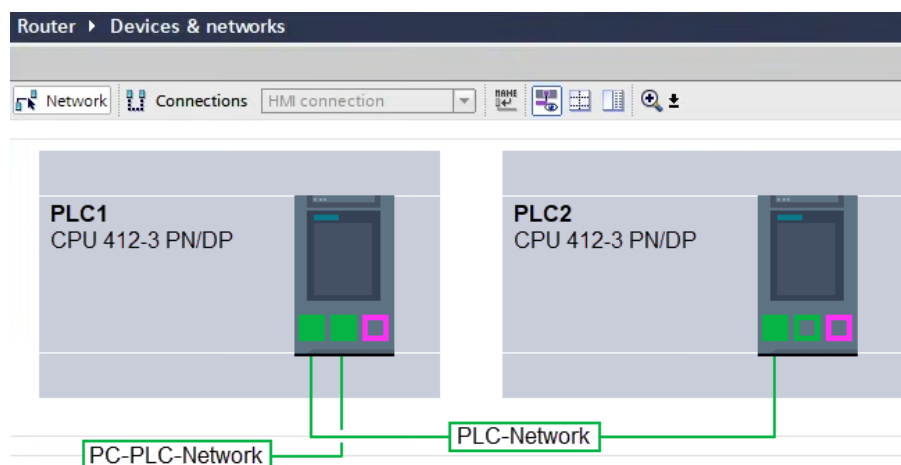 Router ▸ Devices & networks
Network Connections HMI connection
PLC1
CPU 412-3 PN/DP
PLC2
CPU 412-3 PN/DP
PLC-Network
PC-PLC-Network